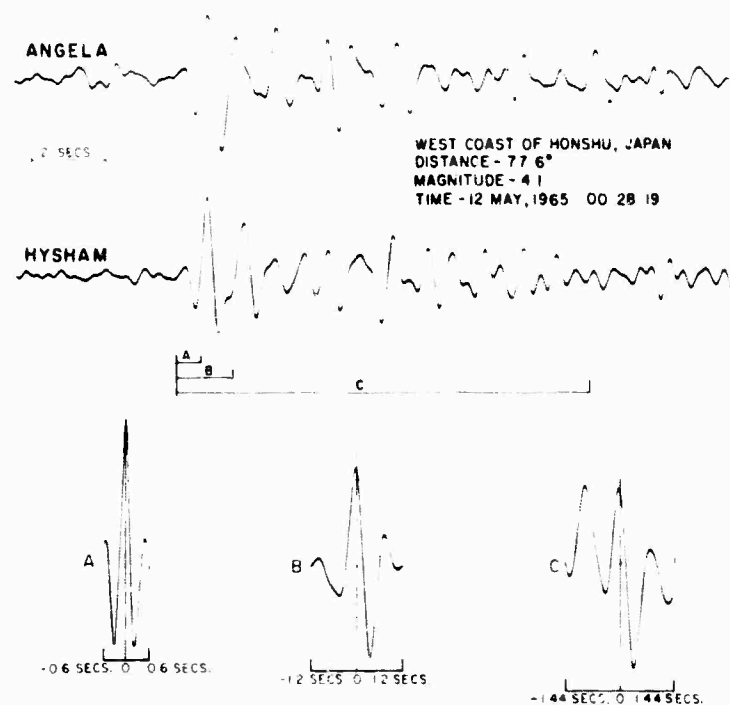 ANGELA
2 SECS
WEST COAST OF HONSHU, JAPAN
DISTANCE - 77 6°
MAGNITUDE - 4 1
TIME - 12 MAY, 1965 00 28 19
HYSHAM
A
B
C
A
B
C
-0 6 SECS. 0 0 6 SECS.
-1 2 SECS 0 1 2 SECS.
-1 44 SECS. 0 1 44 SECS.